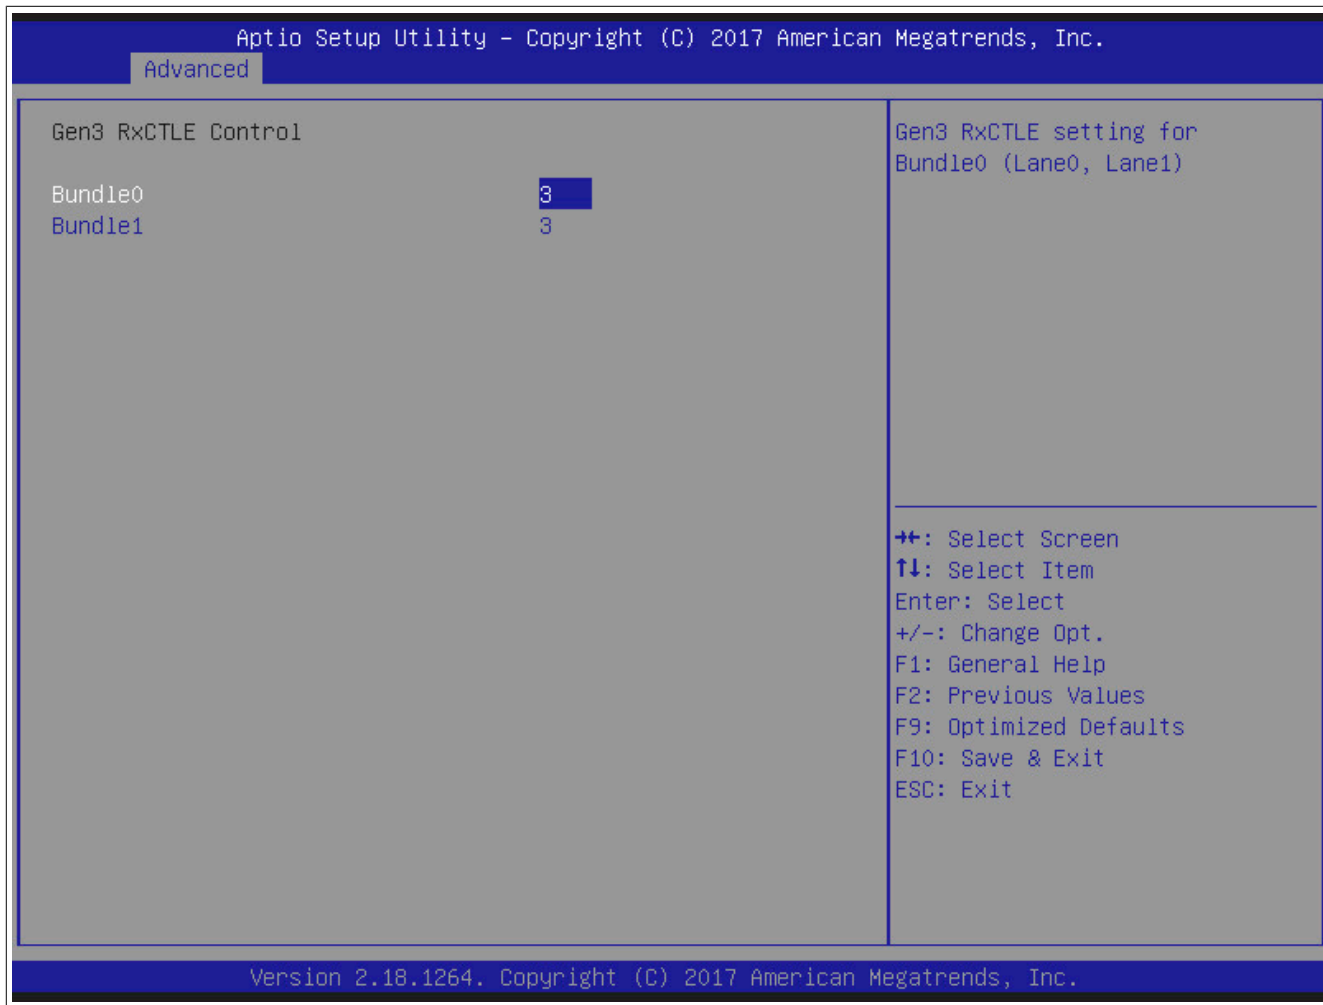 Aptio Setup Utility – Copyright (C) 2017 American Megatrends, Inc.
Advanced
Gen3 RxCTLE Control
Bundle0 3
Bundle1 3
Gen3 RxCTLE setting for
Bundle0 (Lane0, Lane1)
→←: Select Screen
↑↓: Select Item
Enter: Select
+/-: Change Opt.
F1: General Help
F2: Previous Values
F9: Optimized Defaults
F10: Save & Exit
ESC: Exit
Version 2.18.1264. Copyright (C) 2017 American Megatrends, Inc.